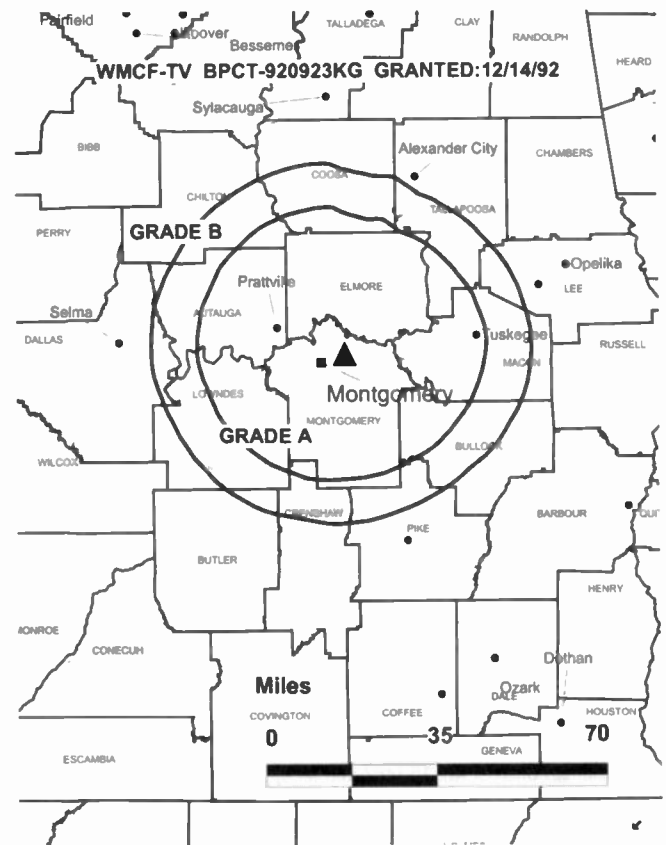 Fairfield
Hoover
Bessemer
TALLADEGA
CLAY
RANDOLPH
HEARD
WMCF-TV BPCT-920923KG GRANTED:12/14/92
Sylacauga
BIBB
COOSA
Alexander City
CHAMBERS
CHILTON
TALLAPOOSA
PERRY
GRADE B
Opelika
LEE
Prattville
ELMORE
Selma
AUTAUGA
DALLAS
Tuskegee
RUSSELL
MACON
LOWNDES
Montgomery
MONTGOMERY
GRADE A
BULLOCK
WILCOX
CRENSHAW
BARBOUR
QUIT
PIKE
BUTLER
HENRY
MONROE
CONECUH
Dothan
Miles
Ozark
DALE
COVINGTON
COFFEE
HOUSTON
0 35 70
GENEVA
ESCAMBIA